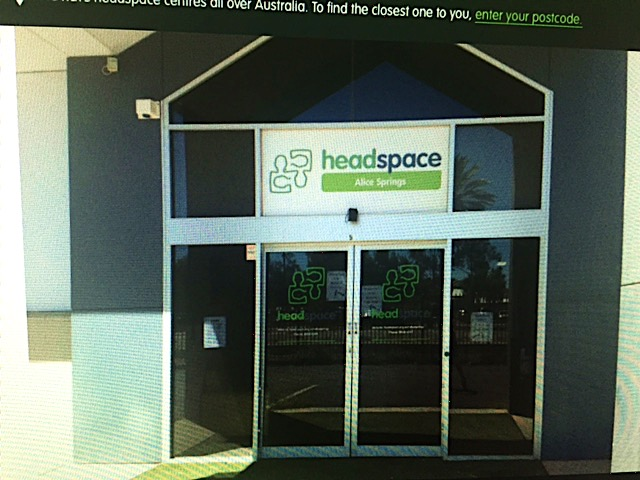 headspace centres all over Australia. To find the closest one to you, enter your postcode.
headspace
Alice Springs
headspace
headspace